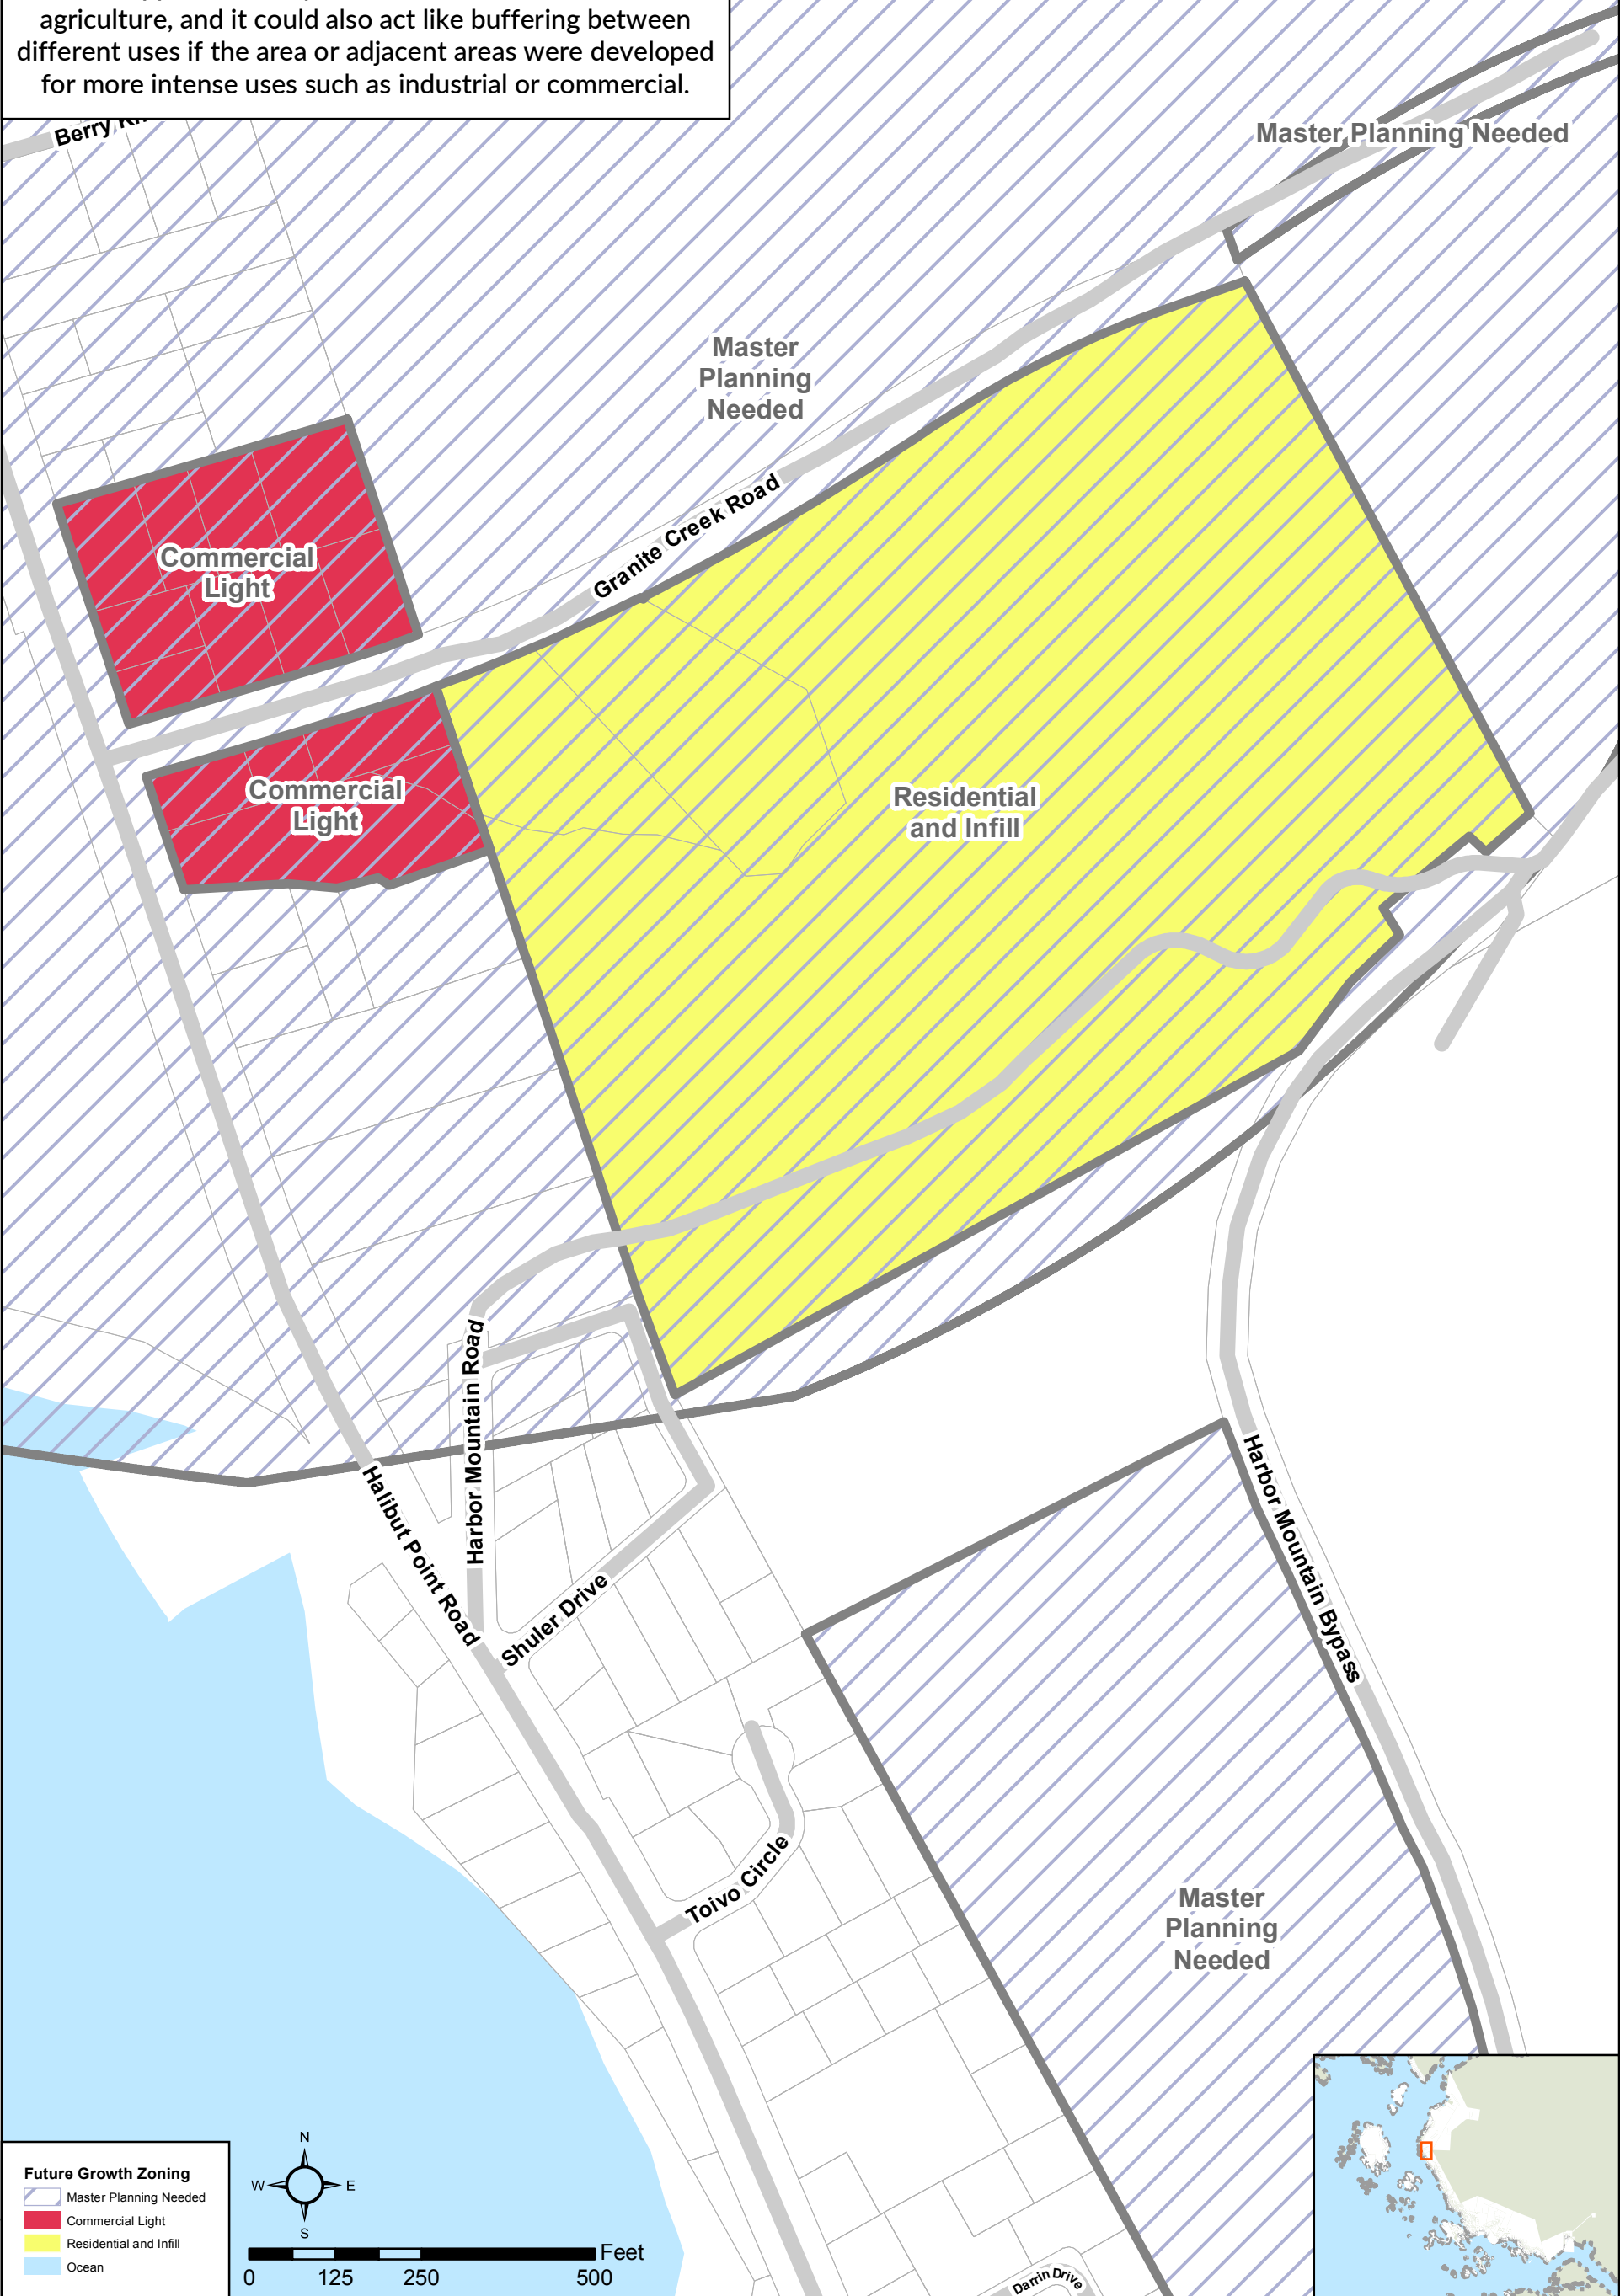 agriculture, and it could also act like buffering between
different uses if the area or adjacent areas were developed
for more intense uses such as industrial or commercial.
Berry
Master Planning Needed
Master
Planning
Needed
Granite Creek Road
Commercial
Light
Commercial
Light
Residential
and Infill
Harbor Mountain Road
Halibut Point Road
Shuler Drive
Harbor Mountain Bypass
Toivo Circle
Master
Planning
Needed
Darrin Drive
Future Growth Zoning
Master Planning Needed
Commercial Light
Residential and Infill
Ocean
N
W
E
S
Feet
0 125 250 500